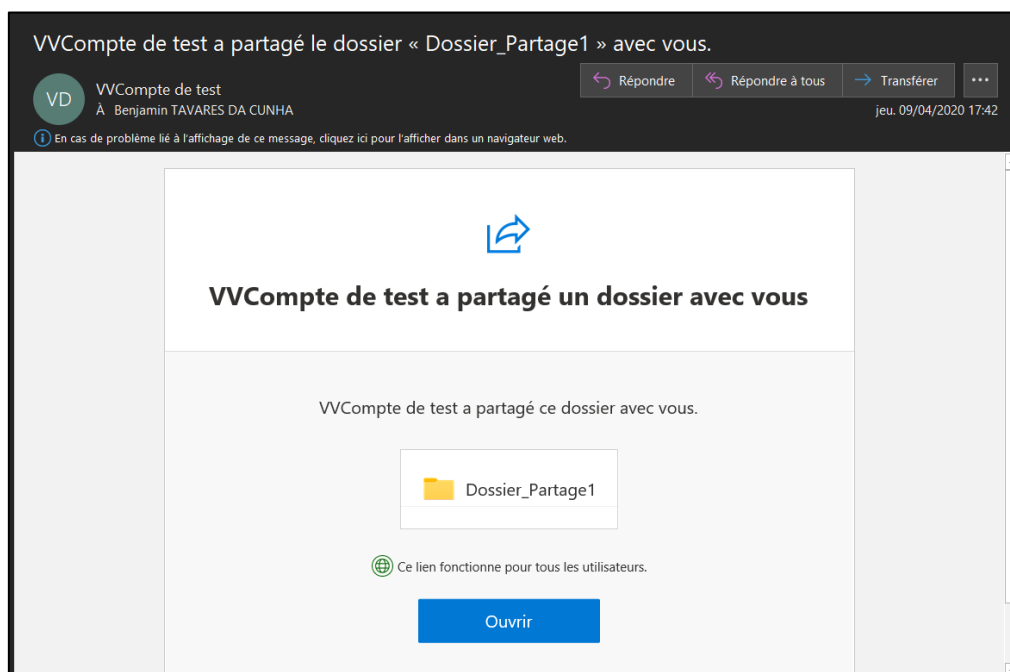 VVCompte de test a partagé le dossier « Dossier_Partage1 » avec vous.
VD
VVCompte de test
À Benjamin TAVARES DA CUNHA
Répondre
Répondre à tous
Transférer
jeu. 09/04/2020 17:42
En cas de problème lié à l'affichage de ce message, cliquez ici pour l'afficher dans un navigateur web.
VVCompte de test a partagé un dossier avec vous
VVCompte de test a partagé ce dossier avec vous.
Dossier_Partage1
Ce lien fonctionne pour tous les utilisateurs.
Ouvrir